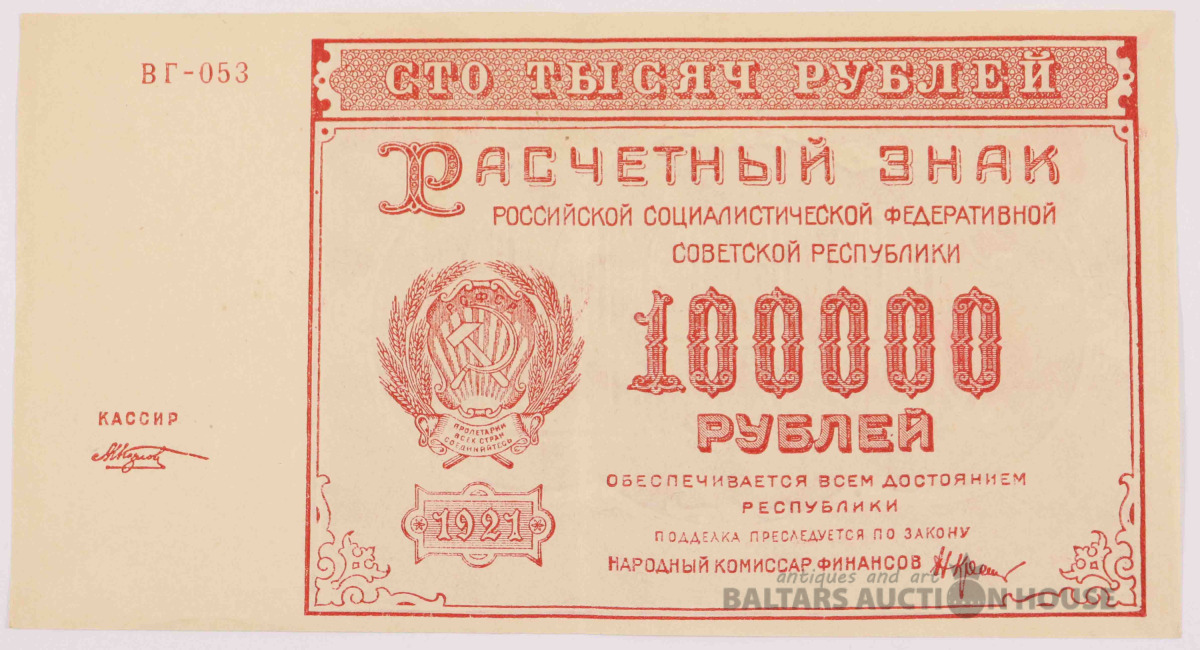 ВГ-053
СТО ТЫСЯЧ РУБЛЕЙ
РАСЧЕТНЫЙ ЗНАК
РОССИЙСКОЙ СОЦИАЛИСТИЧЕСКОЙ ФЕДЕРАТИВНОЙ
СОВЕТСКОЙ РЕСПУБЛИКИ
РСФСР
100000
РУБЛЕЙ
ПРОЛЕТАРИИ
ВСЕХ СТРАН
СОЕДИНЯЙТЕСЬ
КАССИР
1921
ОБЕСПЕЧИВАЕТСЯ ВСЕМ ДОСТОЯНИЕМ
РЕСПУБЛИКИ
ПОДДЕЛКА ПРЕСЛЕДУЕТСЯ ПО ЗАКОНУ
НАРОДНЫЙ КОМИССАР ФИНАНСОВ
antiques and art
BALTARS AUCTION HOUSE